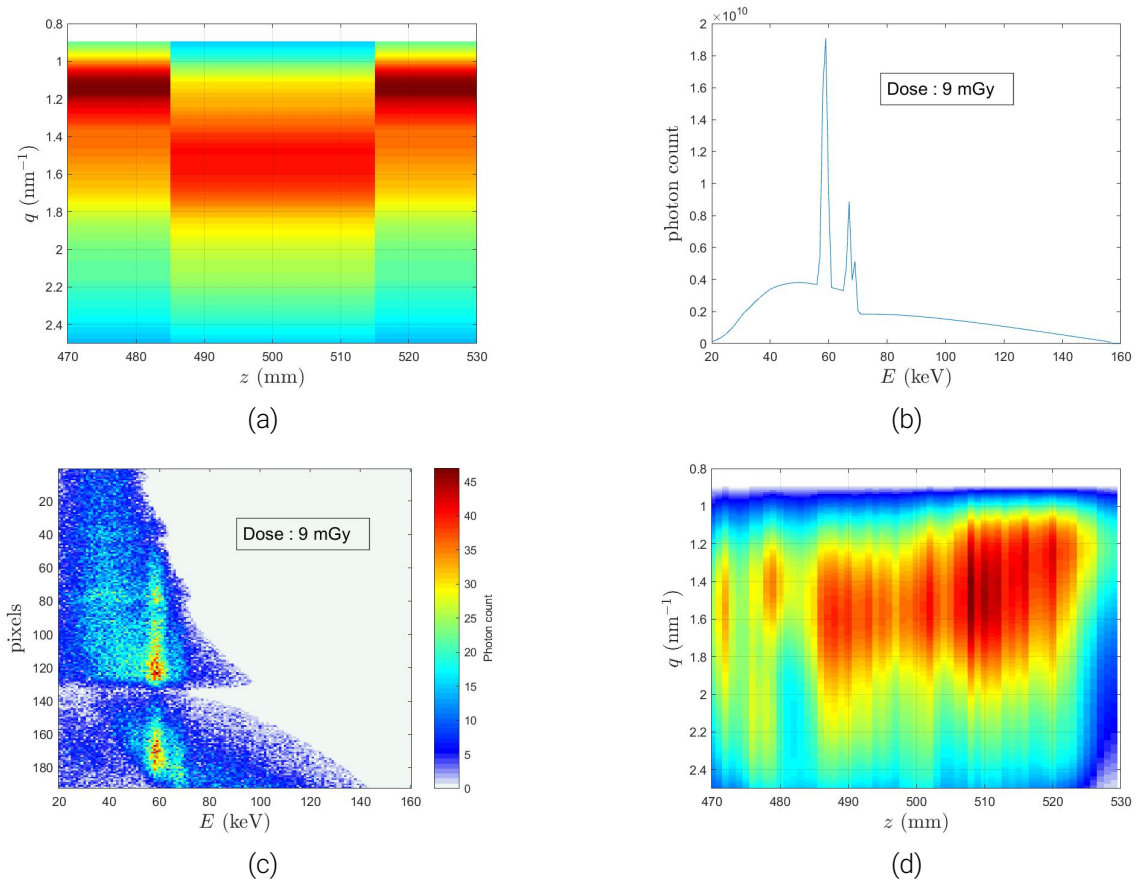 0.8
1
1.2
1.4
1.6
1.8
2
2.2
2.4
q (nm⁻¹)
470 480 490 500 510 520 530
z (mm)
(a)
×10¹⁰
2
1.8
1.6
1.4
1.2
1
0.8
0.6
0.4
0.2
0
photon count
Dose : 9 mGy
20 40 60 80 100 120 140 160
E (keV)
(b)
20
40
60
80
100
120
140
160
180
pixels
Dose : 9 mGy
20 40 60 80 100 120 140 160
E (keV)
45
40
35
30
25
20
15
10
5
0
Photon count
(c)
0.8
1
1.2
1.4
1.6
1.8
2
2.2
2.4
q (nm⁻¹)
470 480 490 500 510 520 530
z (mm)
(d)